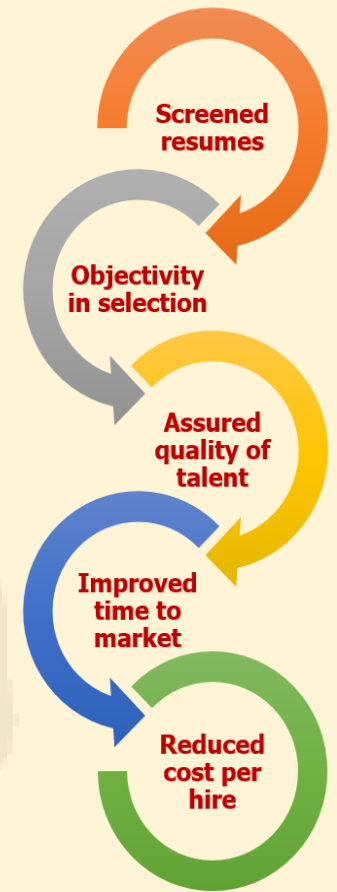 Screened
resumes
Objectivity
in selection
Assured
quality of
talent
Improved
time to
market
Reduced
cost per
hire